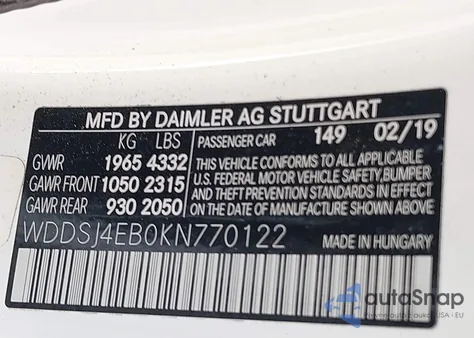 MFD BY DAIMLER AG STUTTGART
KG LBS PASSENGER CAR 149 02/19
GVWR 1965 4332 THIS VEHICLE CONFORMS TO ALL APPLICABLE
GAWR FRONT 1050 2315 U.S. FEDERAL MOTOR VEHICLE SAFETY,BUMPER
GAWR REAR 930 2050 AND THEFT PREVENTION STANDARDS IN EFFECT
ON THE DATE OF MANUFACTURE SHOWN ABOVE.
WDDSJ4EB0KN770122 MADE IN HUNGARY
autoSnap
USA | EU